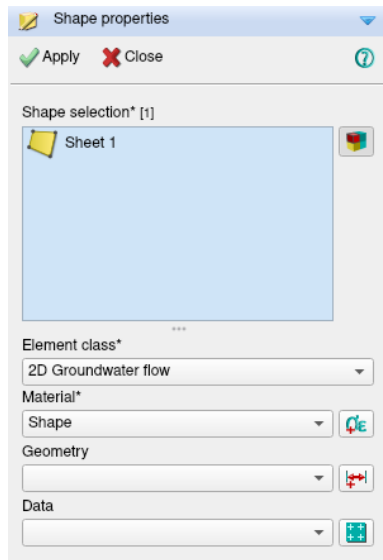 Shape properties
Apply Close
Shape selection* [1]
Sheet 1
Element class*
2D Groundwater flow
Material*
Shape
Geometry
Data